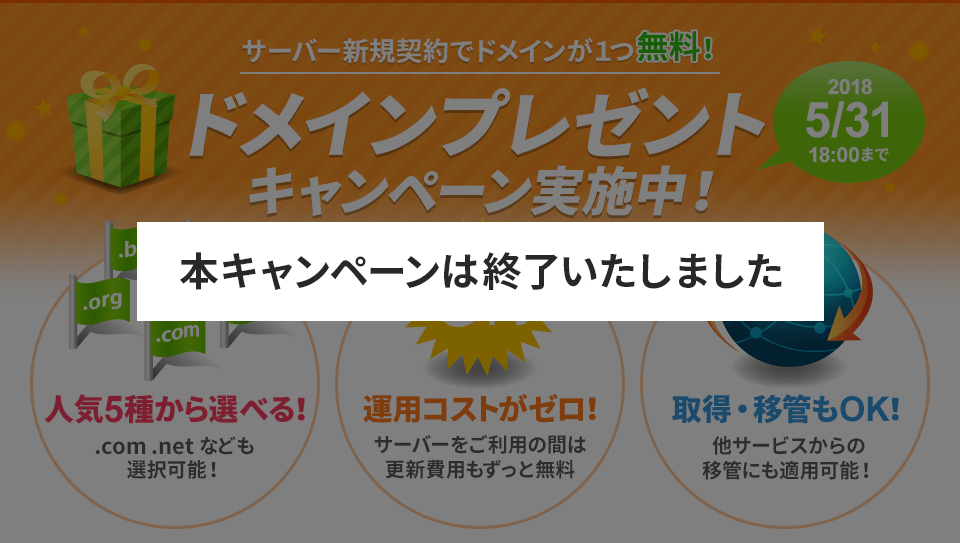 サーバー新規契約でドメインが1つ無料！
ドメインプレゼント
キャンペーン実施中！
2018
5/31
18:00まで
.org
.com
本キャンペーンは終了いたしました
人気5種から選べる！
.com .net なども
選択可能！
運用コストがゼロ！
サーバーをご利用の間は
更新費用もずっと無料
取得・移管もOK！
他サービスからの
移管にも適用可能！